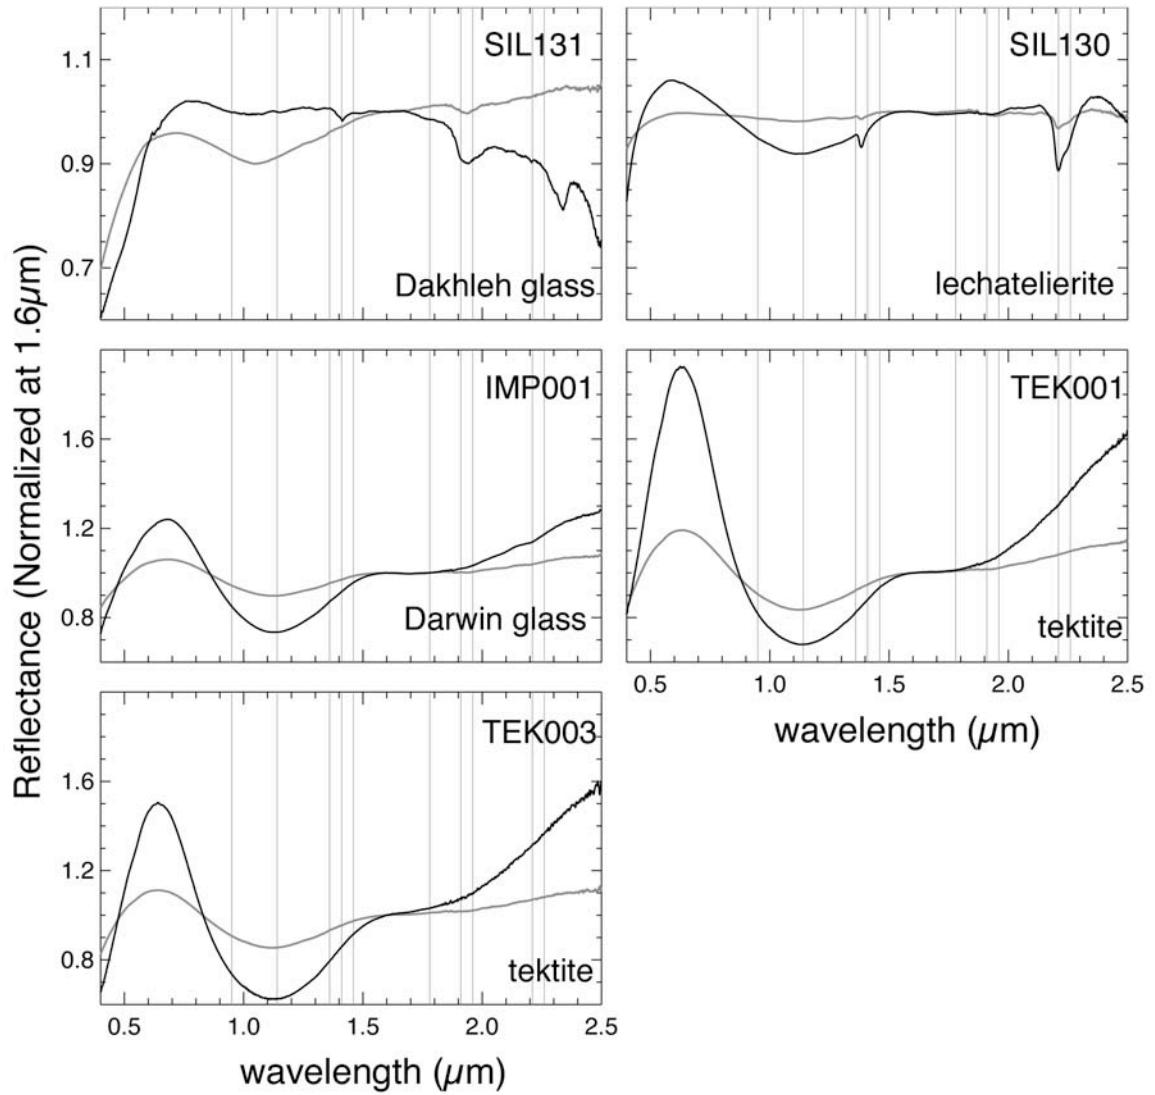 Reflectance (Normalized at 1.6µm)
SIL131
1.1
0.9
0.7
Dakhleh glass
SIL130
lechatelierite
IMP001
1.6
1.2
0.8
Darwin glass
TEK001
tektite
0.5 1.0 1.5 2.0 2.5
wavelength (µm)
TEK003
1.6
1.2
0.8
tektite
0.5 1.0 1.5 2.0 2.5
wavelength (µm)